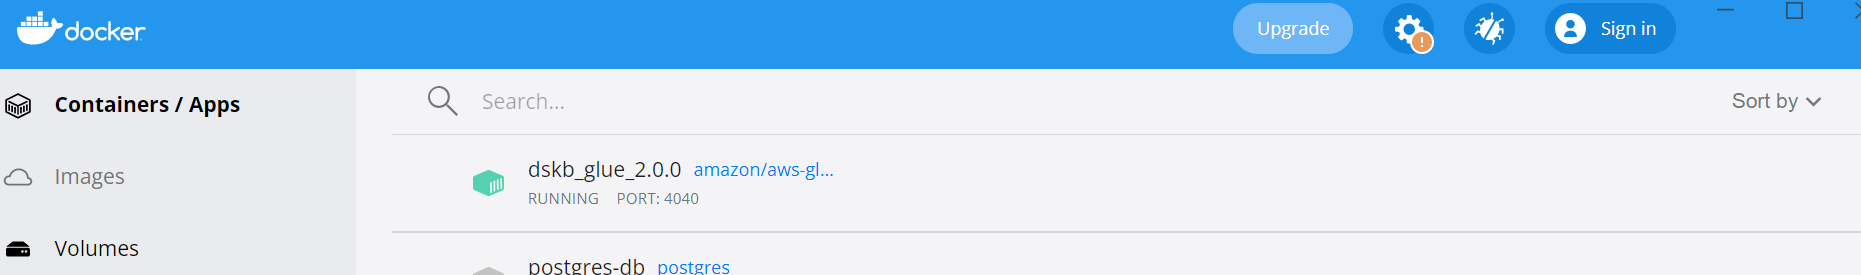 docker
Upgrade
Sign in
Containers / Apps
Images
Volumes
Search...
Sort by
dskb_glue_2.0.0 amazon/aws-gl...
RUNNING PORT: 4040
postgres-db postgres